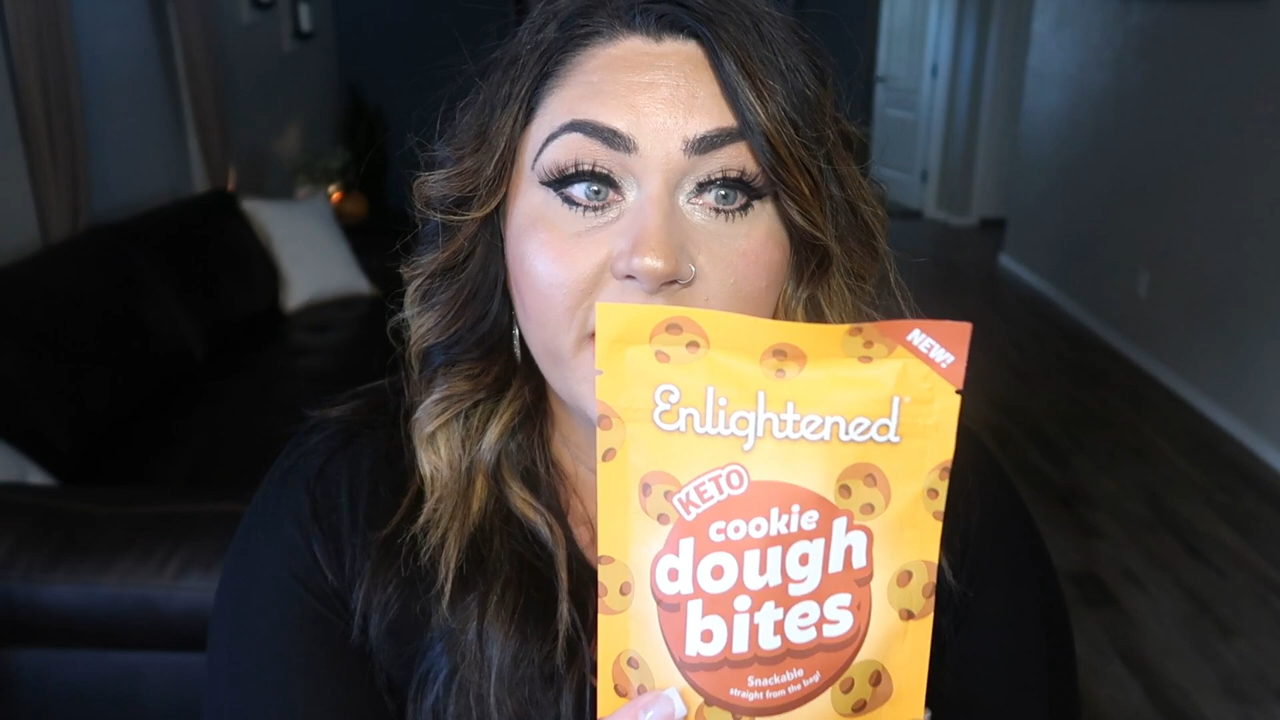 NEW!
Enlightened
KETO
cookie
dough
bites
Snackable
straight from the bag!